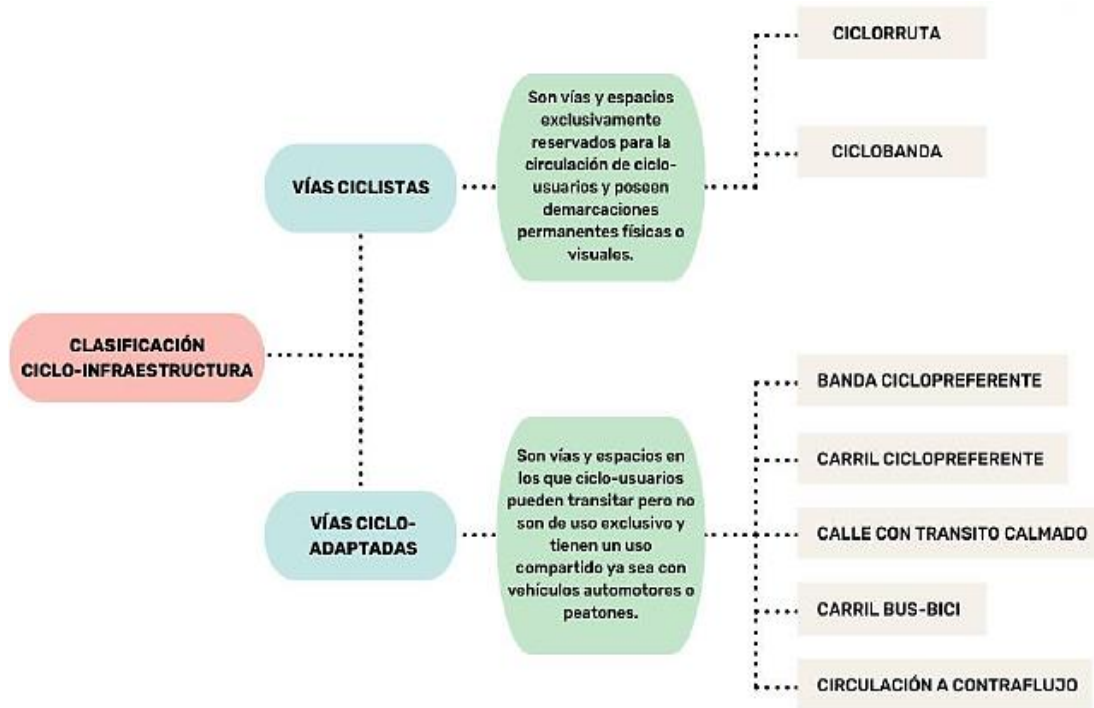 CLASIFICACIÓN
CICLO-INFRAESTRUCTURA
VÍAS CICLISTAS
Son vías y espacios
exclusivamente
reservados para la
circulación de ciclo-
usuarios y poseen
demarcaciones
permanentes físicas o
visuales.
CICLORRUTA
CICLOBANDA
VÍAS CICLO-
ADAPTADAS
Son vías y espacios en
los que ciclo-usuarios
pueden transitar pero no
son de uso exclusivo y
tienen un uso
compartido ya sea con
vehículos automotores o
peatones.
BANDA CICLOPREFERENTE
CARRIL CICLOPREFERENTE
CALLE CON TRANSITO CALMADO
CARRIL BUS-BICI
CIRCULACIÓN A CONTRAFLUJO